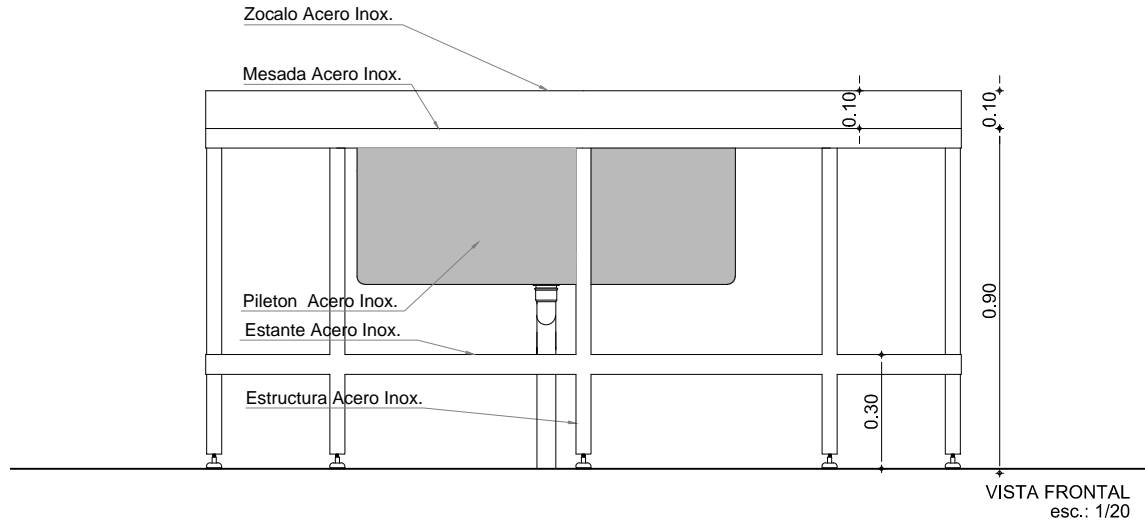 Zocalo Acero Inox.
Mesada Acero Inox.
0.10
0.10
Pileton  Acero Inox.
Estante Acero Inox.
0.90
Estructura Acero Inox.
0.30
VISTA FRONTAL
esc.: 1/20